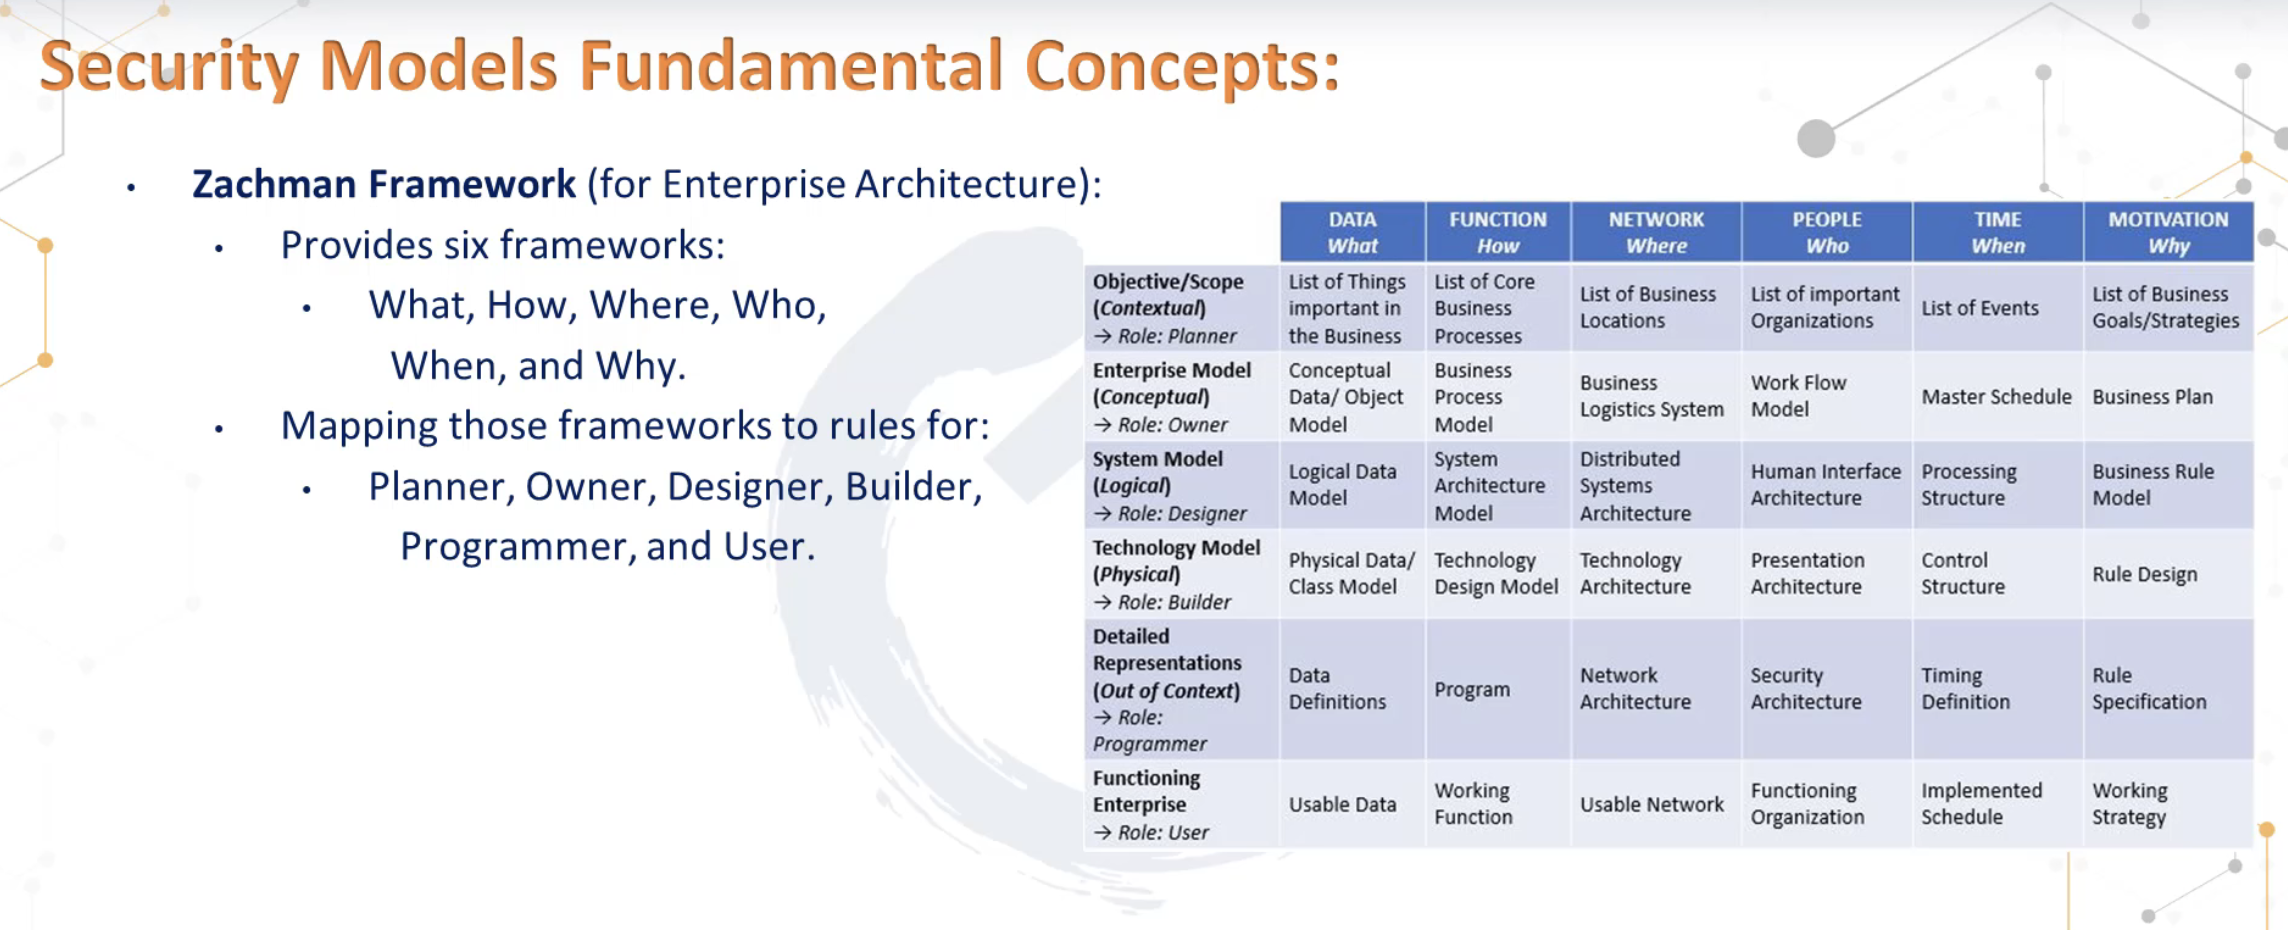 Security Models Fundamental Concepts:
• Zachman Framework (for Enterprise Architecture):
• Provides six frameworks:
• What, How, Where, Who,
When, and Why.
• Mapping those frameworks to rules for:
• Planner, Owner, Designer, Builder,
Programmer, and User.
DATA
What
FUNCTION
How
NETWORK
Where
PEOPLE
Who
TIME
When
MOTIVATION
Why
Objective/Scope
(Contextual)
→ Role: Planner
List of Things
important in
the Business
List of Core
Business
Processes
List of Business
Locations
List of important
Organizations
List of Events
List of Business
Goals/Strategies
Enterprise Model
(Conceptual)
→ Role: Owner
Conceptual
Data/ Object
Model
Business
Process
Model
Business
Logistics System
Work Flow
Model
Master Schedule
Business Plan
System Model
(Logical)
→ Role: Designer
Logical Data
Model
System
Architecture
Model
Distributed
Systems
Architecture
Human Interface
Architecture
Processing
Structure
Business Rule
Model
Technology Model
(Physical)
→ Role: Builder
Physical Data/
Class Model
Technology
Design Model
Technology
Architecture
Presentation
Architecture
Control
Structure
Rule Design
Detailed
Representations
(Out of Context)
→ Role:
Programmer
Data
Definitions
Program
Network
Architecture
Security
Architecture
Timing
Definition
Rule
Specification
Functioning
Enterprise
→ Role: User
Usable Data
Working
Function
Usable Network
Functioning
Organization
Implemented
Schedule
Working
Strategy